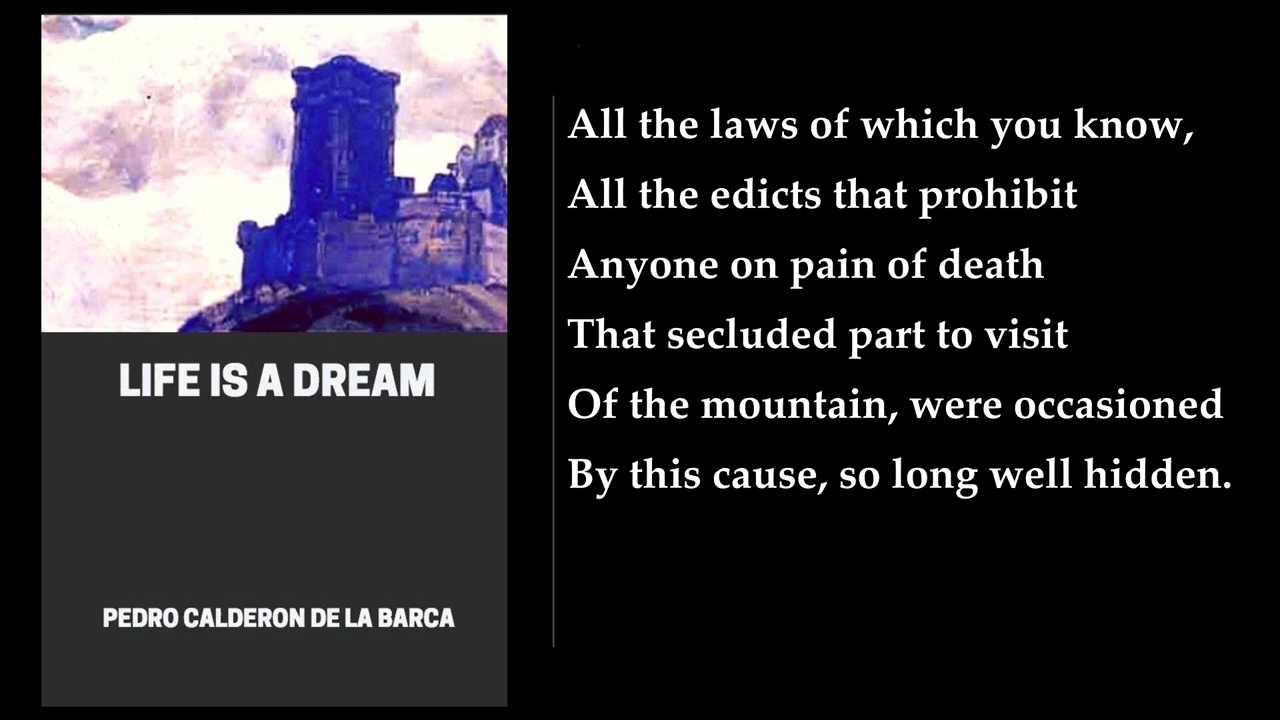 LIFE IS A DREAM
PEDRO CALDERON DE LA BARCA
All the laws of which you know,
All the edicts that prohibit
Anyone on pain of death
That secluded part to visit
Of the mountain, were occasioned
By this cause, so long well hidden.